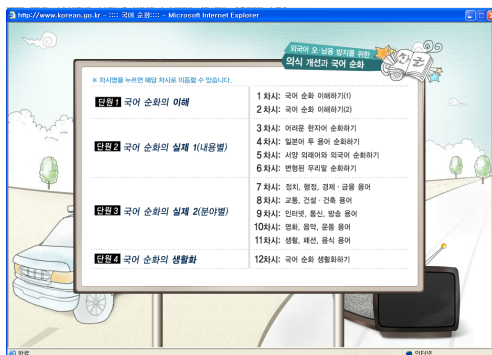 http://www.korean.go.kr - :::: 국어 순화:::: - Microsoft Internet Explorer
외국어 오·남용 방지를 위한
의식 개선과 국어 순화
※ 차시명을 누르면 해당 차시로 이동할 수 있습니다.
단원 1 국어 순화의 이해
1 차시: 국어 순화 이해하기(1)
2 차시: 국어 순화 이해하기(2)
단원 2 국어 순화의 실제 1(내용별)
3 차시: 어려운 한자어 순화하기
4 차시: 일본어 투 용어 순화하기
5 차시: 서양 외래어와 외국어 순화하기
6 차시: 변형된 우리말 순화하기
단원 3 국어 순화의 실제 2(분야별)
7 차시: 정치, 행정, 경제·금융 용어
8 차시: 교통, 건설·건축 용어
9 차시: 인터넷, 통신, 방송 용어
10차시: 영화, 음악, 운동 용어
11차시: 생활, 패션, 음식 용어
단원 4 국어 순화의 생활화
12차시: 국어 순화 생활화하기
완료
인터넷